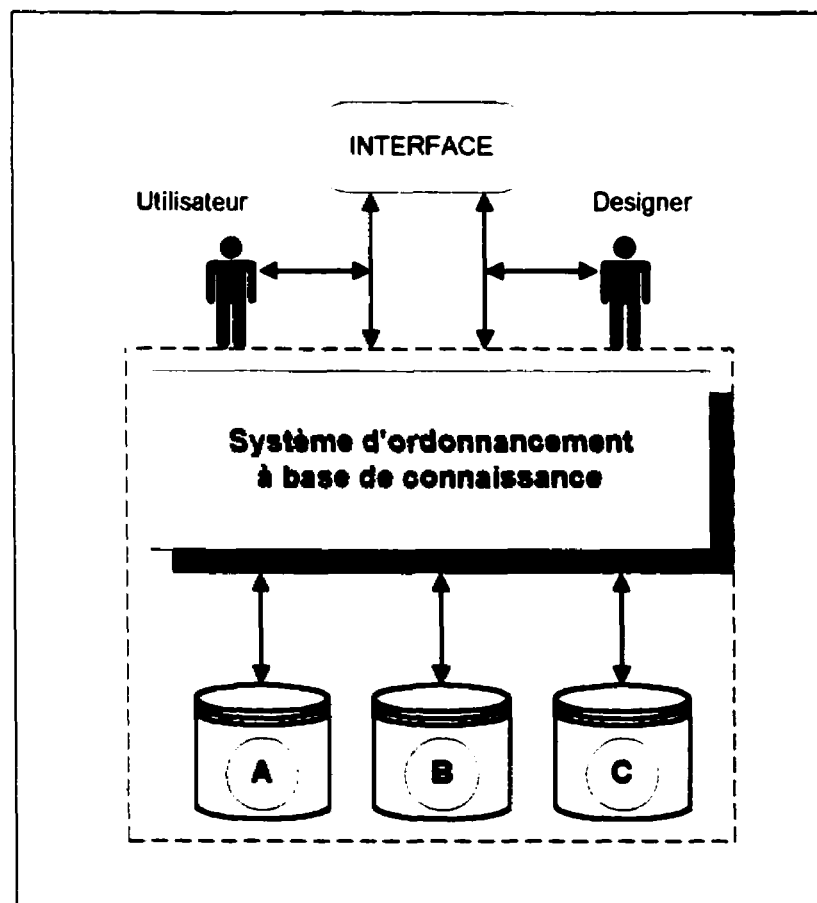 INTERFACE
Utilisateur
Designer
Système d'ordonnancement
à base de connaissance
A
B
C